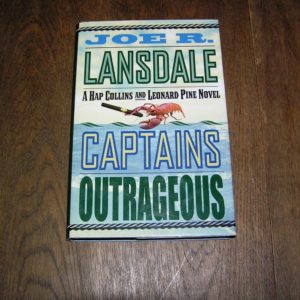 JOE R.
LANSDALE
A HAP COLLINS AND LEONARD PINE NOVEL
CAPTAINS
OUTRAGEOUS